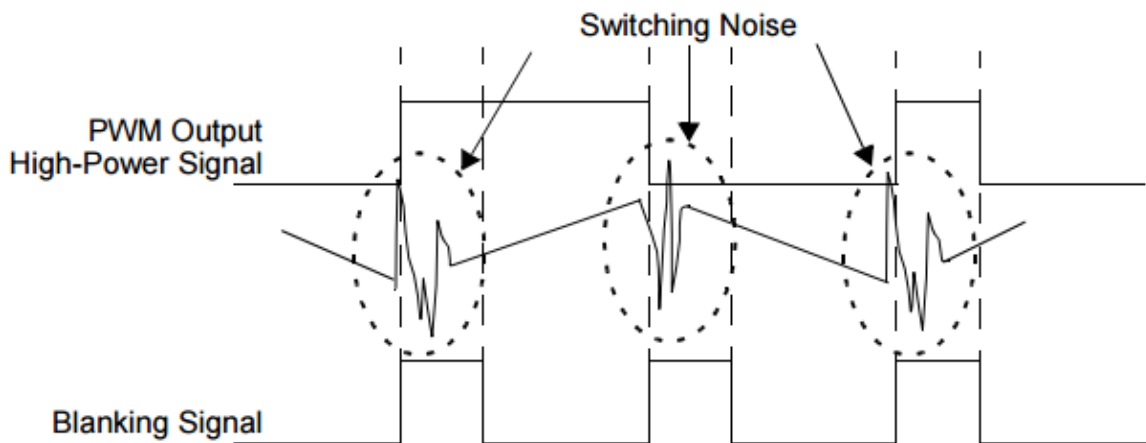 Switching Noise
PWM Output
High-Power Signal
Blanking Signal